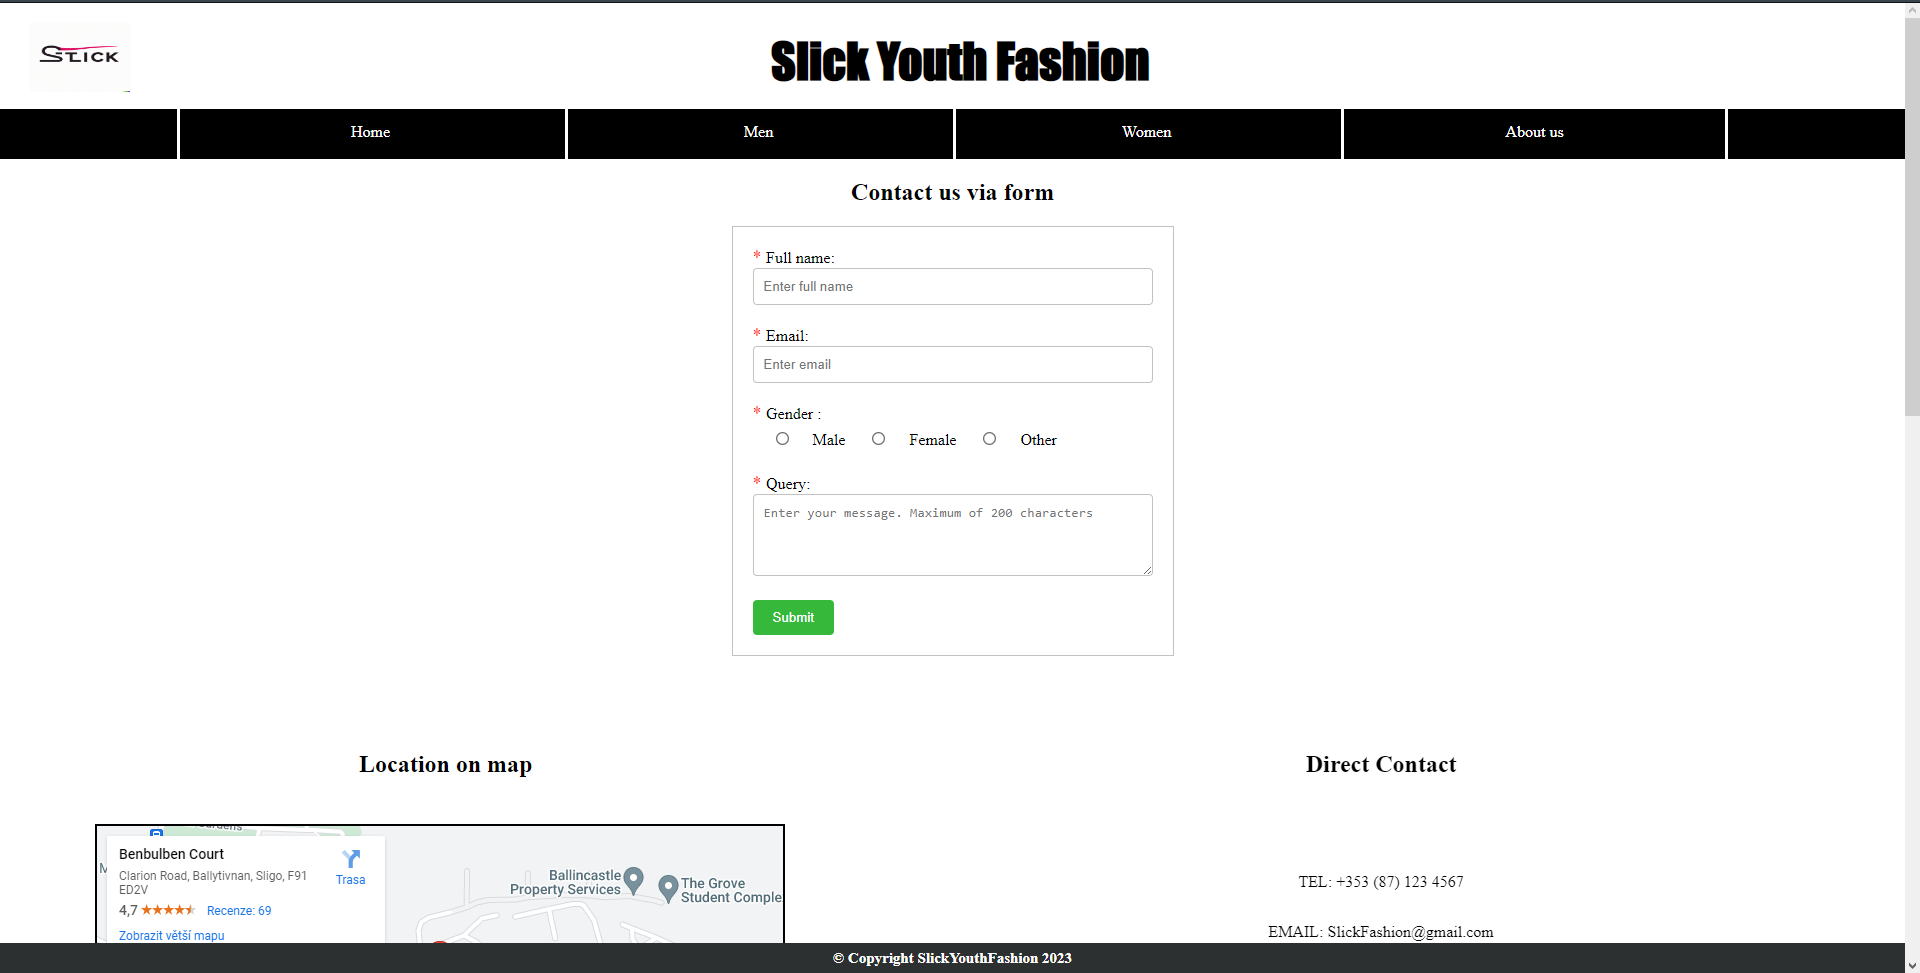 STICK
Slick Youth Fashion
Home
Men
Women
About us
Contact us via form
* Full name:
Enter full name
* Email:
Enter email
* Gender :
Male
Female
Other
* Query:
Enter your message. Maximum of 200 characters
Submit
Location on map
Direct Contact
Benbulben Court
Clarion Road, Ballytivnan, Sligo, F91
ED2V
4,7
Recenze: 69
Zobrazit větší mapu
Trasa
Ballincastle
Property Services
The Grove
Student Comple
TEL: +353 (87) 123 4567
EMAIL: SlickFashion@gmail.com
© Copyright SlickYouthFashion 2023